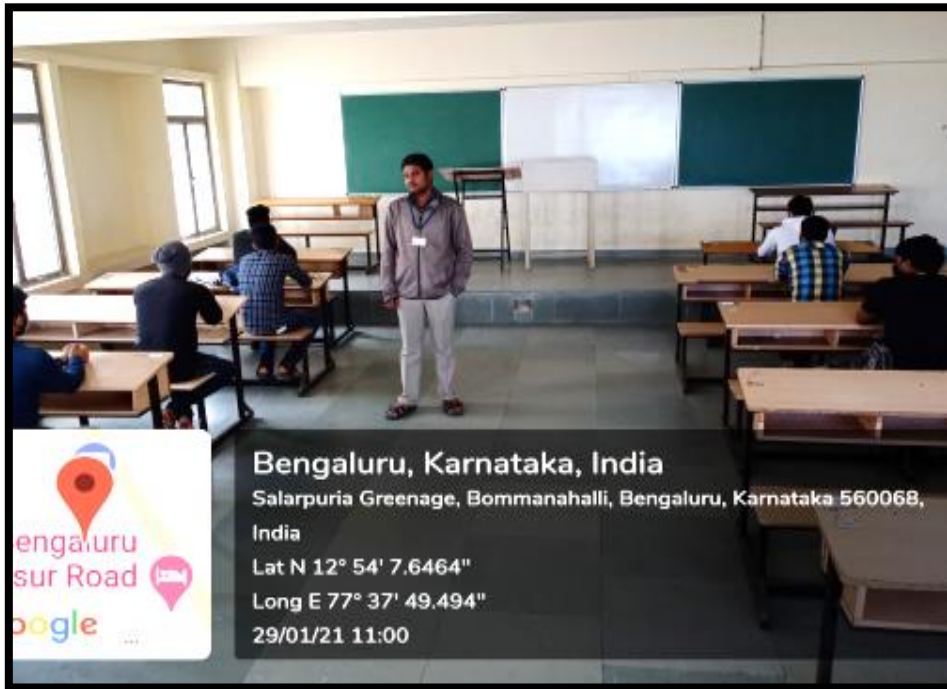 Bengaluru, Karnataka, India
Salarpuria Greenage, Bommanahalli, Bengaluru, Karnataka 560068,
India
Lat N 12° 54' 7.6464"
Long E 77° 37' 49.494"
29/01/21 11:00
engaluru
sur Road
oogle